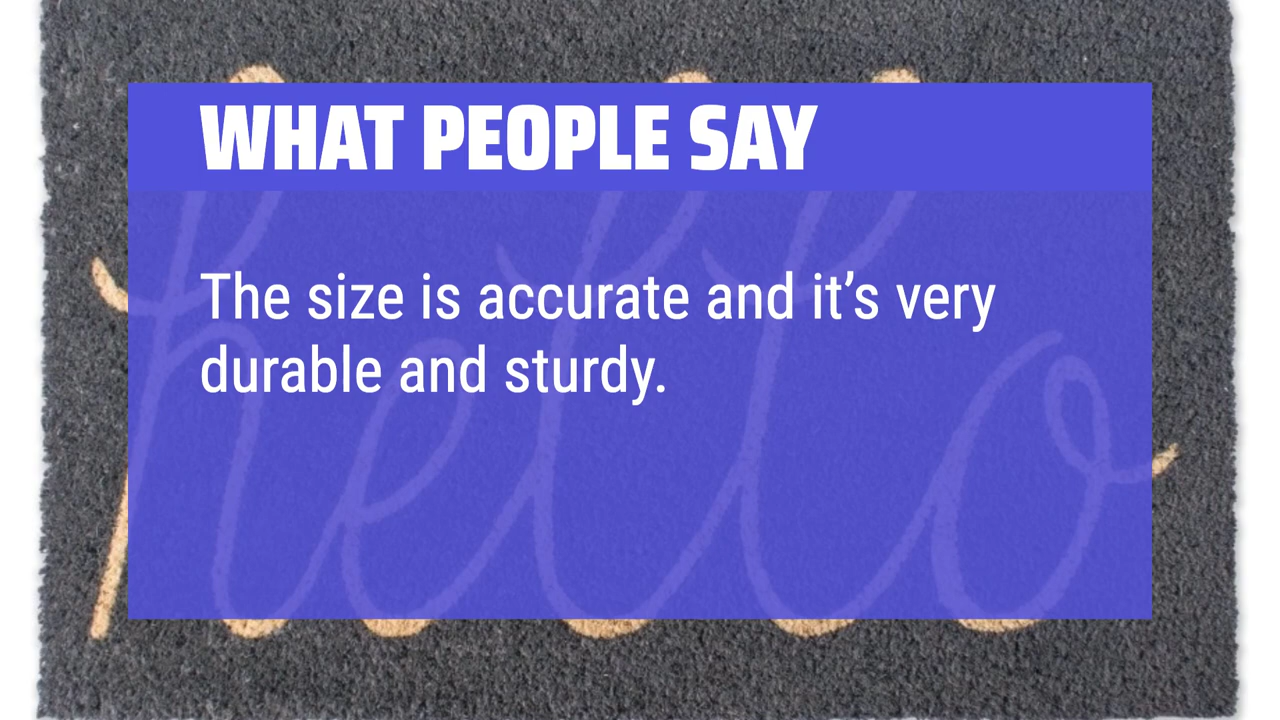 WHAT PEOPLE SAY
The size is accurate and it’s very
durable and sturdy.
hello